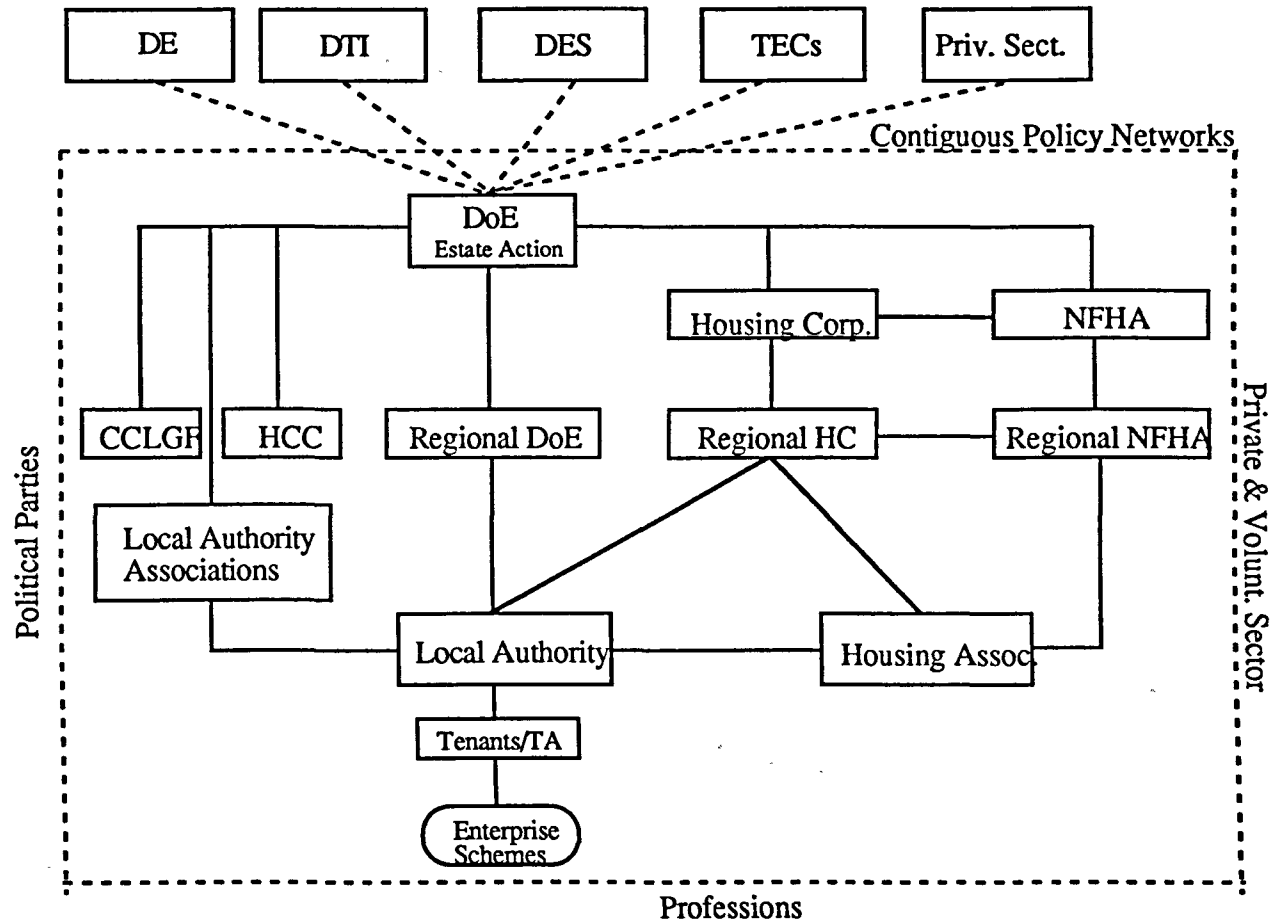 DE
DTI
DES
TECs
Priv. Sect.
Contiguous Policy Networks
DoE
Estate Action
Housing Corp.
NFHA
CCLGF
HCC
Regional DoE
Regional HC
Regional NFHA
Political Parties
Private & Volunt. Sector
Local Authority
Associations
Local Authority
Housing Assoc.
Tenants/TA
Enterprise
Schemes
Professions